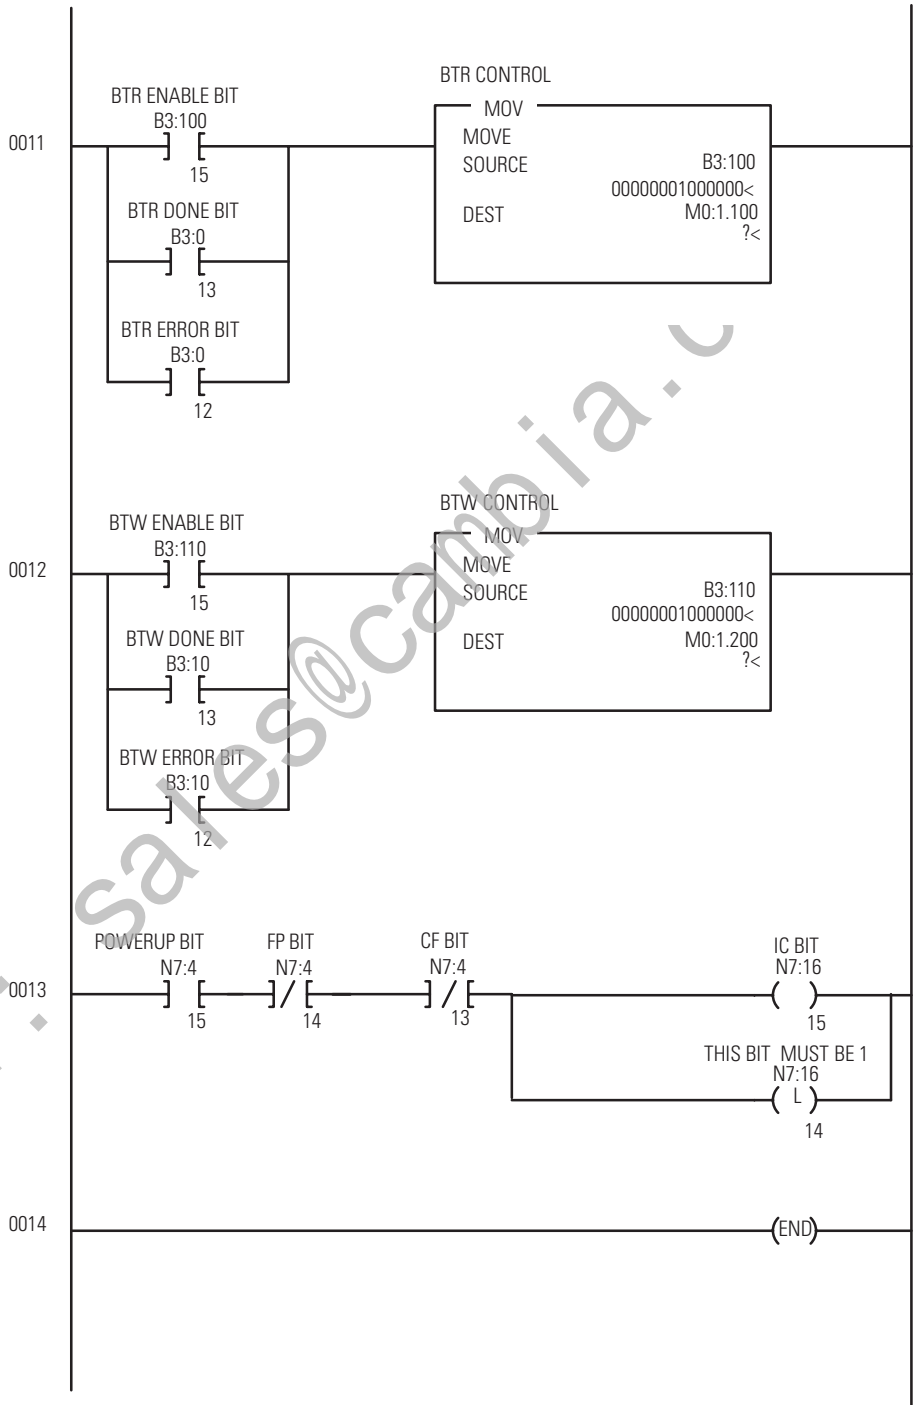 BTR CONTROL
BTR ENABLE BIT
MOV
B3:100
0011
MOVE
SOURCE
B3:100
15
00000001000000<
BTR DONE BIT
DEST
M0:1.100
B3:0
?<
13
BTR ERROR BIT
B3:0
12
BTW CONTROL
BTW ENABLE BIT
MOV
B3:110
0012
MOVE
SOURCE
B3:110
15
00000001000000<
BTW DONE BIT
DEST
M0:1.200
B3:10
?<
13
BTW ERROR BIT
B3:10
12
POWERUP BIT
FP BIT
CF BIT
IC BIT
N7:4
N7:4
N7:4
N7:16
0013
15
14
13
15
THIS BIT MUST BE 1
N7:16
L
14
0014
END
sales@cambia.c